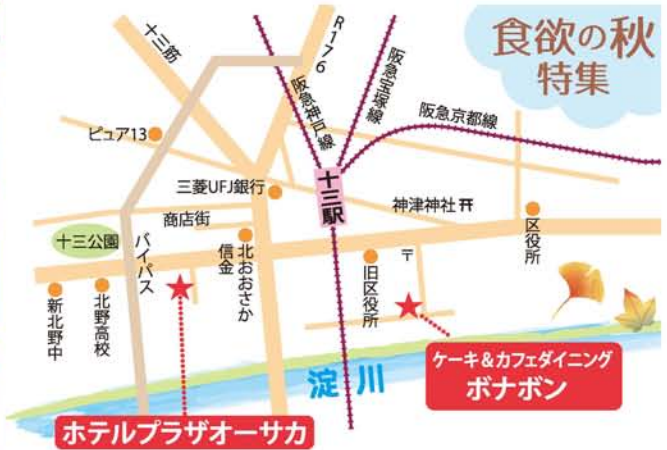 食欲の秋
特集
十三筋
R176
阪急神戸線
阪急宝塚線
阪急京都線
ピュア13
三菱UFJ銀行
十三駅
神津神社
商店街
十三公園
バイパス
北おおさか
信金
旧区役所
〒
区役所
新北野中
北野高校
淀川
ケーキ&カフェダイニング
ボナボン
ホテルプラザオーサカ